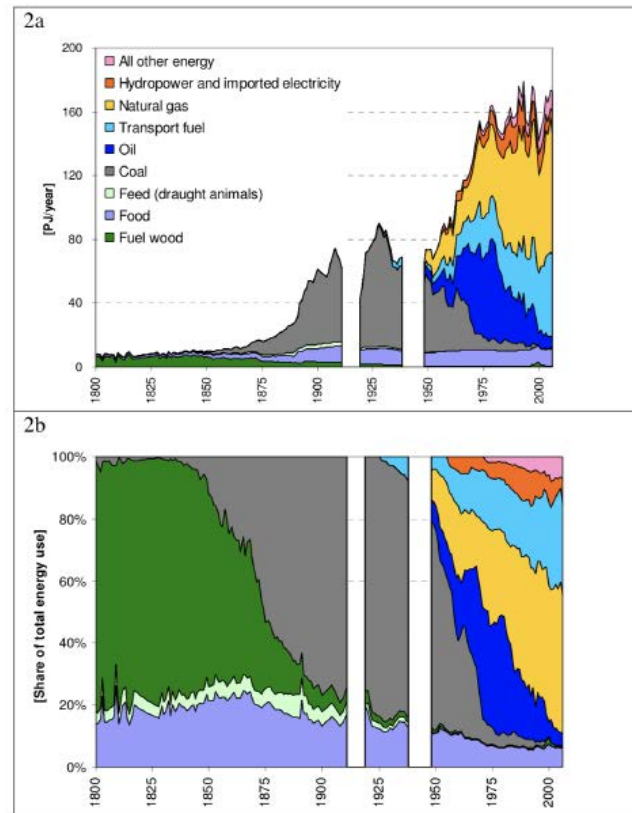 2a
200
160
120
80
40
0
[PJ/year]
All other energy
Hydropower and imported electricity
Natural gas
Transport fuel
Oil
Coal
Feed (draught animals)
Food
Fuel wood
1800
1825
1850
1875
1900
1925
1950
1975
2000
2b
100%
80%
60%
40%
20%
0%
[Share of total energy use]
1800
1825
1850
1875
1900
1925
1950
1975
2000